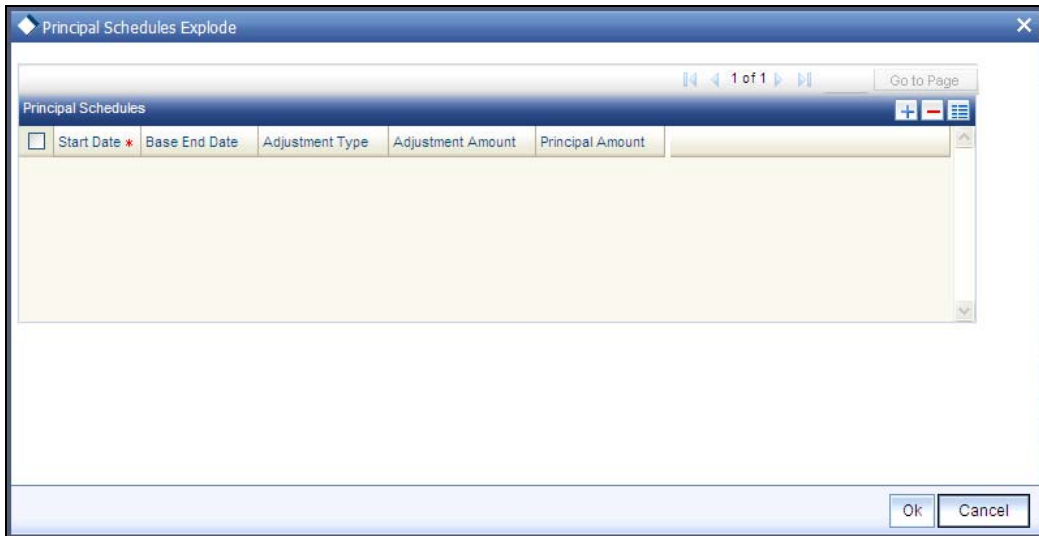 Principal Schedules Explode
1 of 1 Go to Page
Principal Schedules
Start Date * Base End Date Adjustment Type Adjustment Amount Principal Amount
Ok Cancel